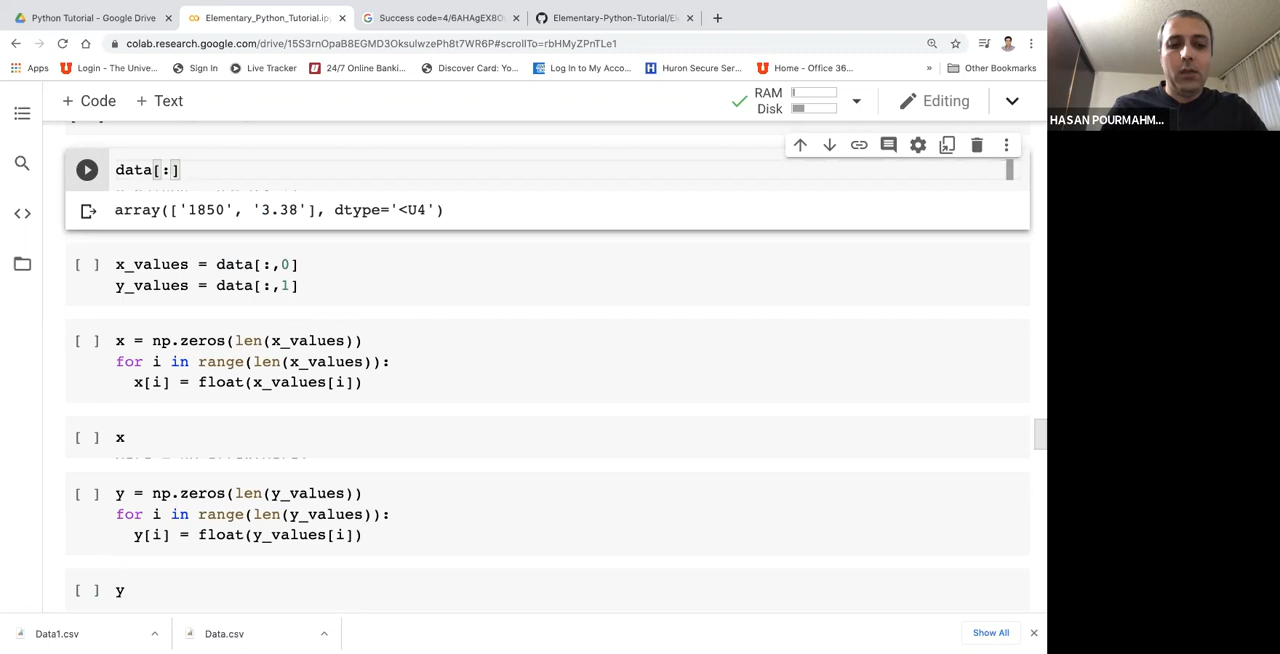 Python Tutorial - Google Drive
Elementary_Python_Tutorial.ip
Success code=4/6AHAgEX8O
Elementary-Python-Tutorial/El
colab.research.google.com/drive/15S3rnOpaB8EGMD3OksulwzePh8t7WR6P#scrollTo=rbHMyZPnTLe1
Apps
Login - The Unive...
Sign In
Live Tracker
24/7 Online Banki...
Discover Card: Yo...
Log In to My Acco...
Huron Secure Ser...
Home - Office 36...
»
Other Bookmarks
HASAN POURMAHM...
+ Code
+ Text
RAM
Disk
Editing
data[:]
array(['1850', '3.38'], dtype='<U4')
[ ] x_values = data[:,0]
y_values = data[:,1]
[ ] x = np.zeros(len(x_values))
for i in range(len(x_values)):
x[i] = float(x_values[i])
[ ] x
[ ] y = np.zeros(len(y_values))
for i in range(len(y_values)):
y[i] = float(y_values[i])
[ ] y
Data1.csv
Data.csv
Show All